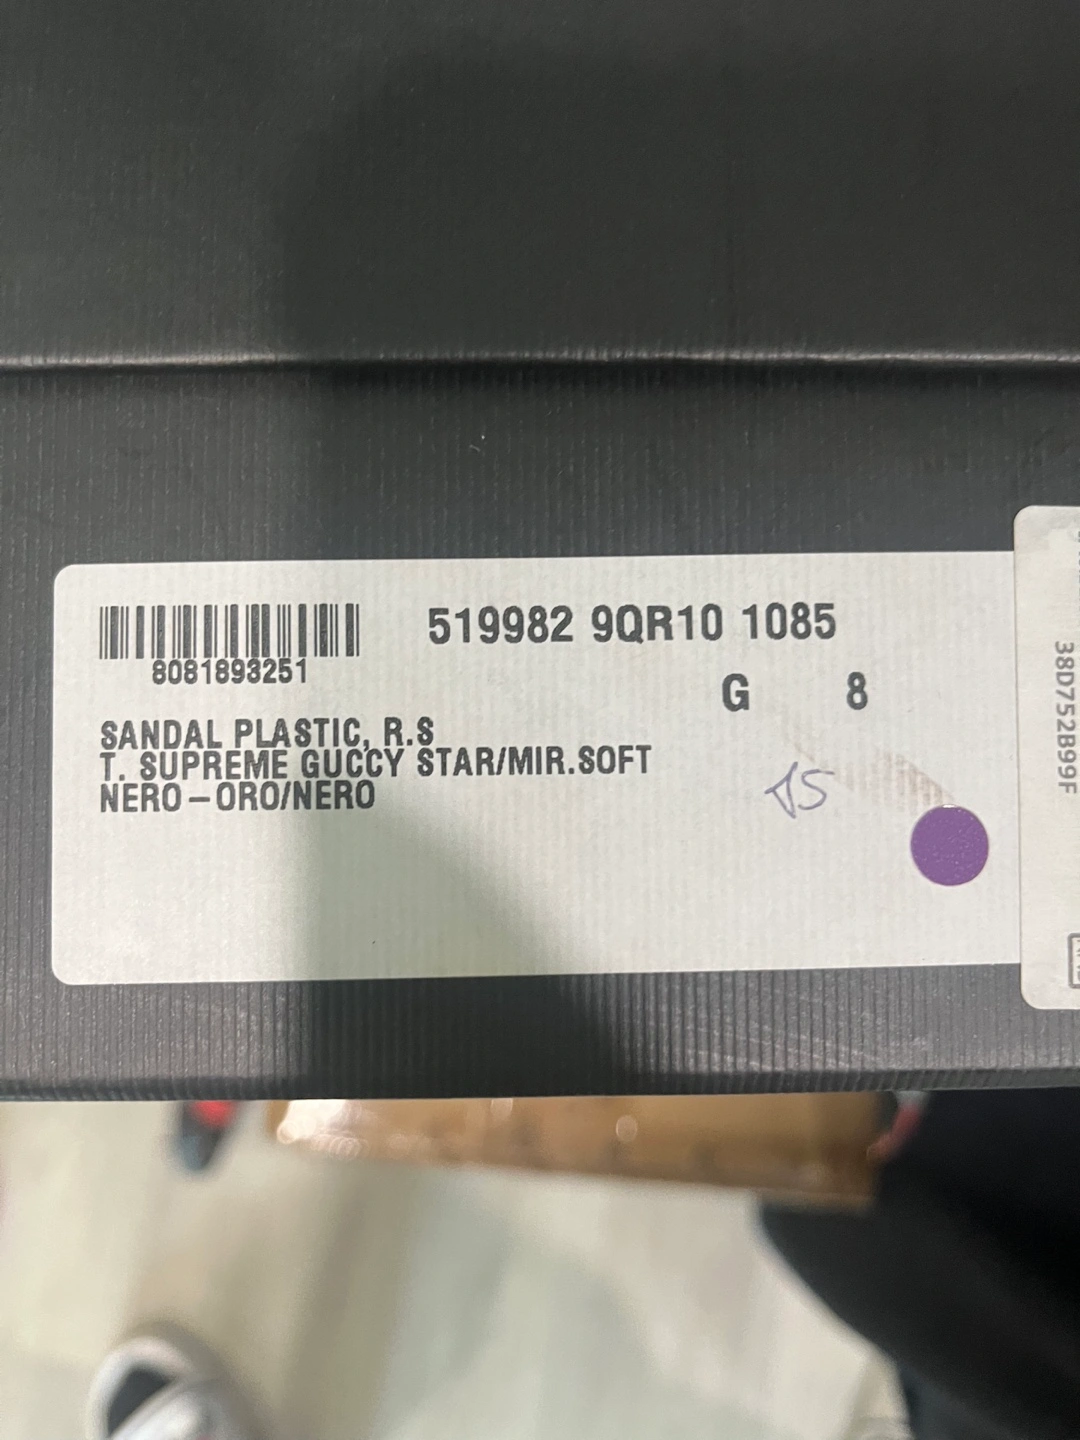 519982 9QR10 1085
8081893251
G 8
SANDAL PLASTIC, R.S
T. SUPREME GUCCY STAR/MIR.SOFT
NERO-ORO/NERO
38D752B99F